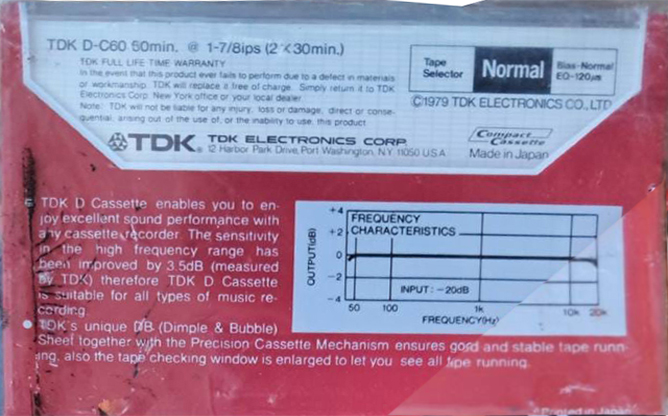 TDK D-C60 60min. @ 1-7/8ips (2 × 30min.)
TDK FULL LIFE TIME WARRANTY
In the event that this product ever fails to perform due to a defect in materials
or workmanship, TDK will replace it free of charge. Simply return it to TDK
Electronics Corp. New York office or your local dealer.
Note: TDK will not be liable for any injury, loss or damage, direct or conse-
quential, arising out of the use of, or the inability to use, this product.
Tape
Selector
Normal
Bias-Normal
EQ-120μs
©1979 TDK ELECTRONICS CO., LTD
TDK® TDK ELECTRONICS CORP.
12 Harbor Park Drive, Port Washington, N.Y. 11050 U.S.A.
Compact
Cassette
Made in Japan
● TDK D Cassette enables you to en-
joy excellent sound performance with
any cassette recorder. The sensitivity
in the high frequency range has
been improved by 3.5dB (measured
by TDK) therefore TDK D Cassette
is suitable for all types of music re-
cording.
● TDK's unique DB (Dimple & Bubble)
Sheet together with the Precision Cassette Mechanism ensures good and stable tape runn-
ing, also the tape checking window is enlarged to let you see all tape running.
FREQUENCY
CHARACTERISTICS
OUTPUT(dB)
+4
+2
0
-2
-4
INPUT : -20dB
50 100 1k 10k 20k
FREQUENCY(Hz)
Printed in Japan